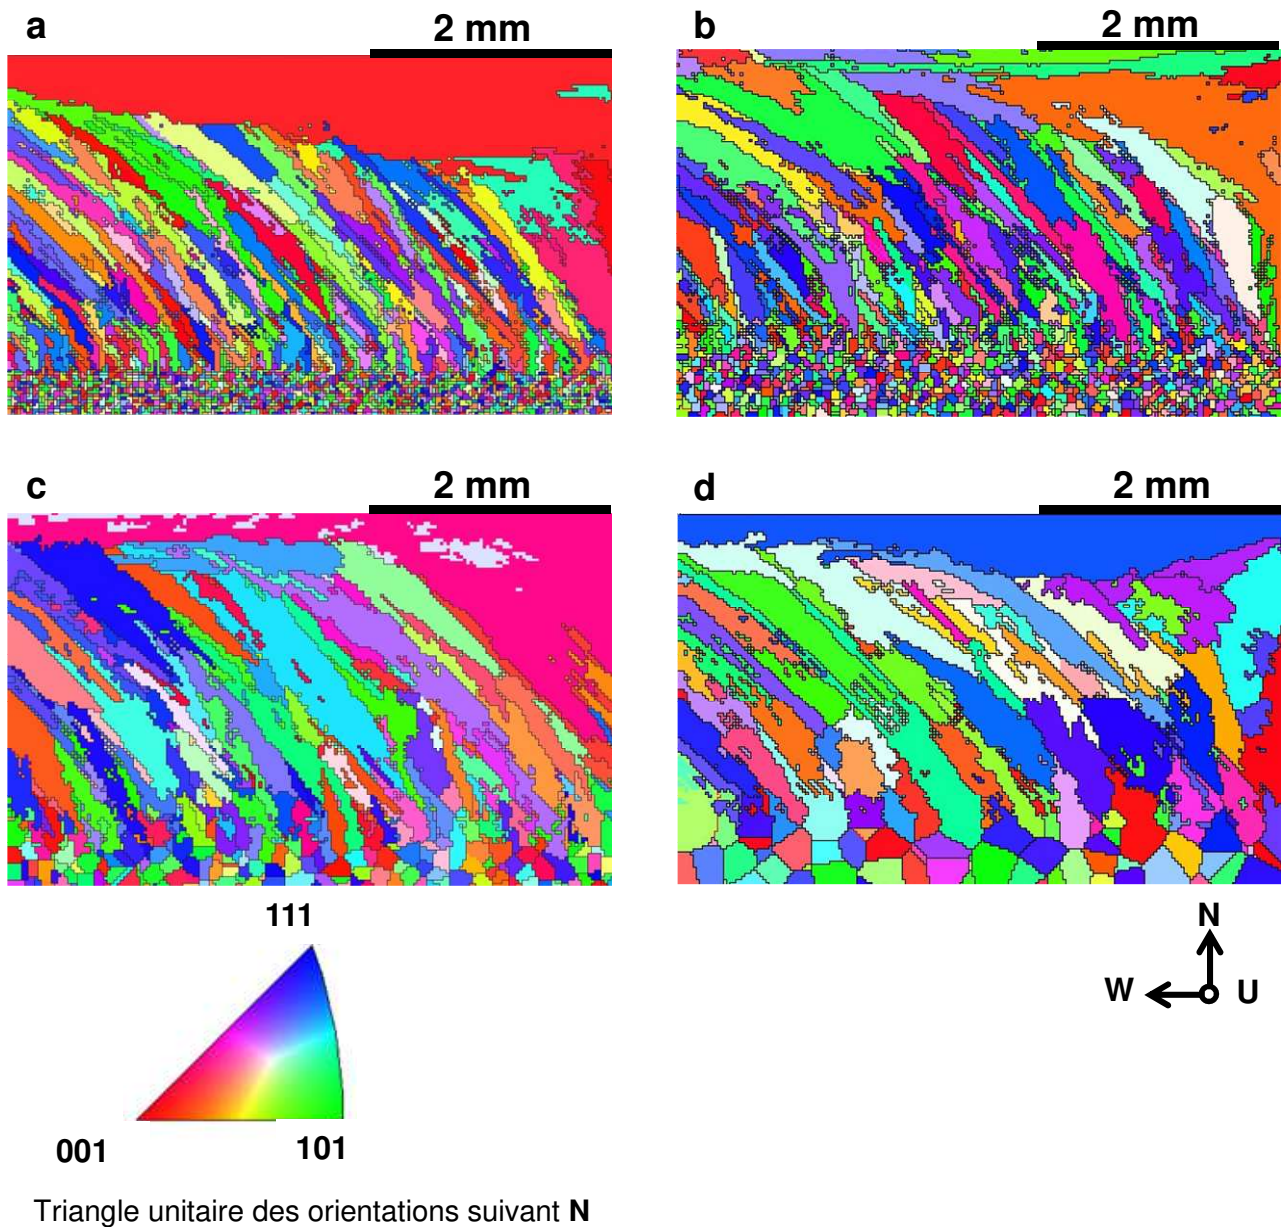 a 2 mm
b 2 mm
c 2 mm
d 2 mm
111
001 101
N
W U
Triangle unitaire des orientations suivant N